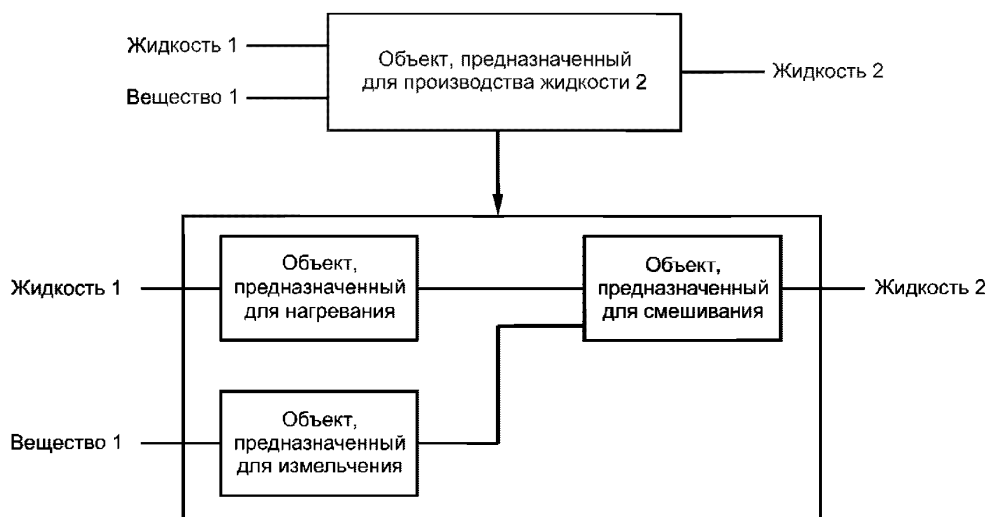 Жидкость 1
Вещество 1
Объект, предназначенный
для производства жидкости 2
Жидкость 2
Жидкость 1
Объект,
предназначенный
для нагревания
Объект,
предназначенный
для смешивания
Жидкость 2
Вещество 1
Объект,
предназначенный
для измельчения